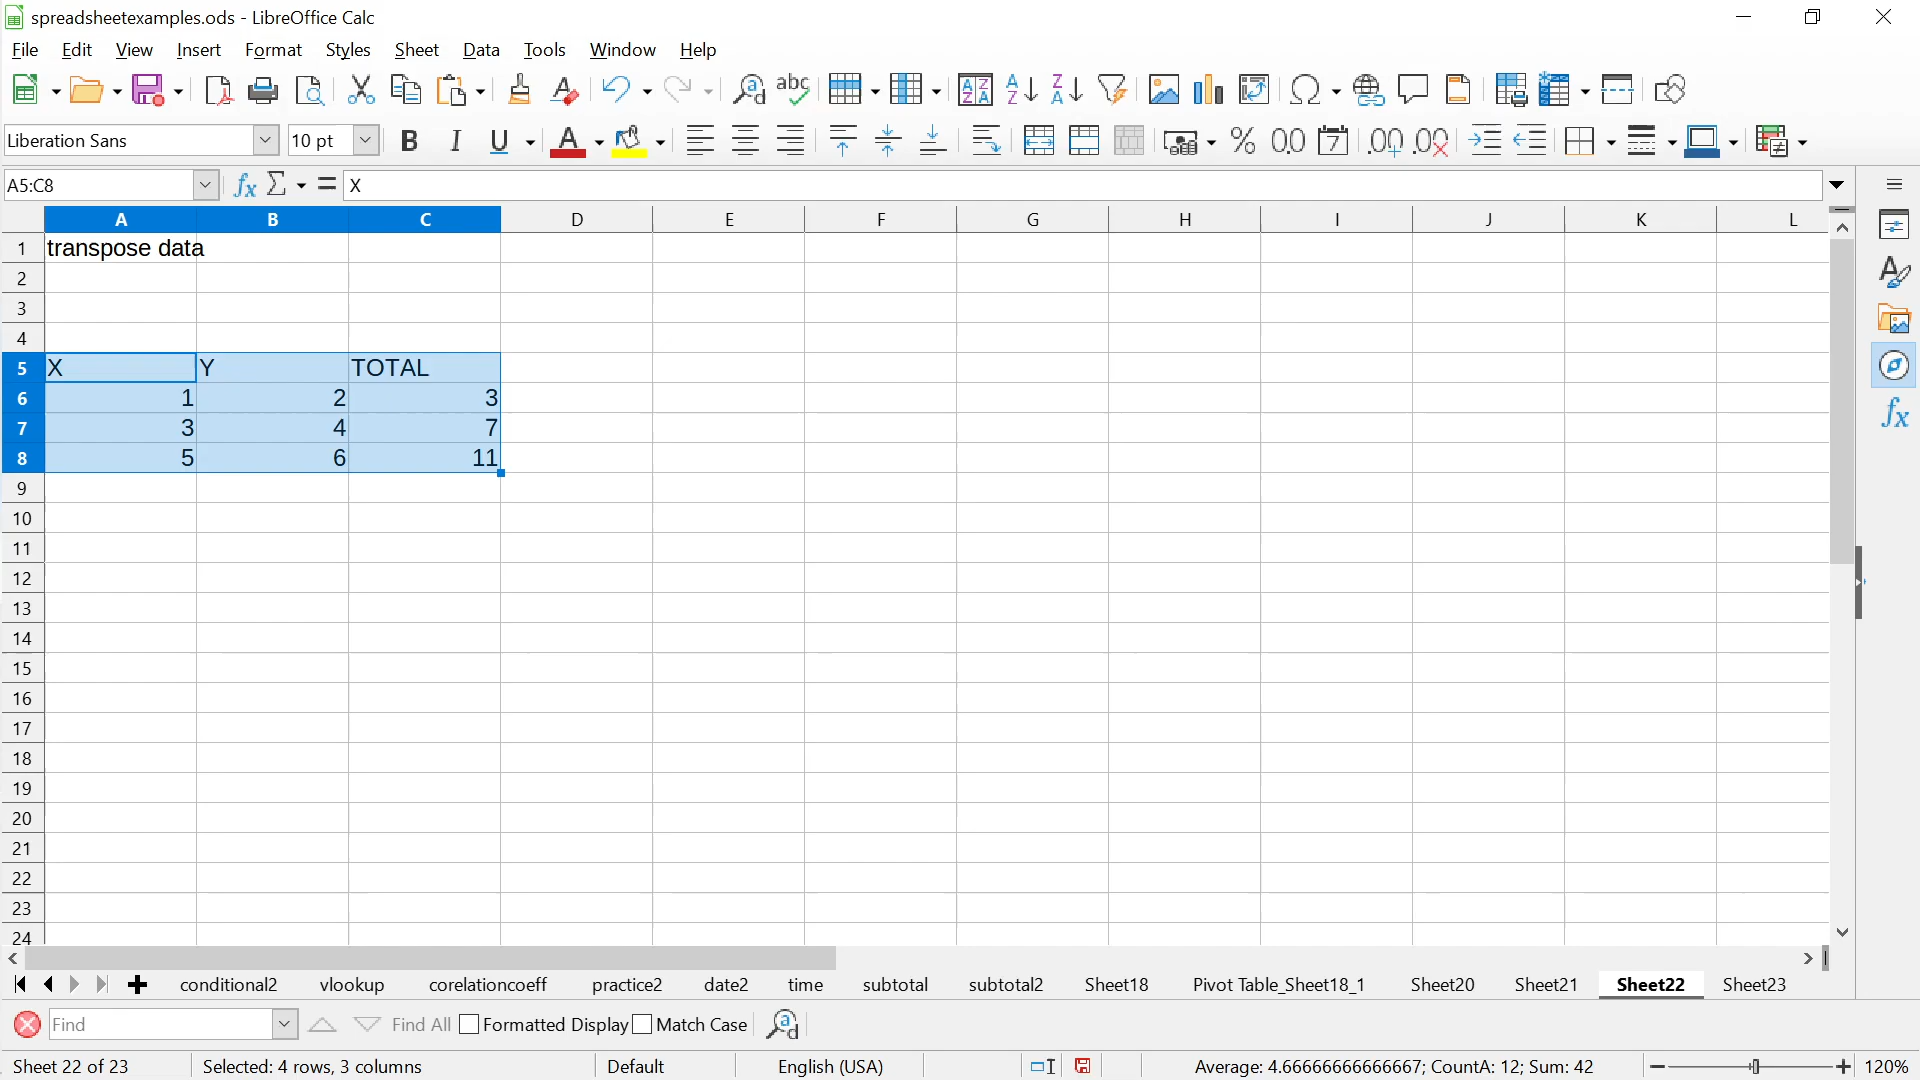 spreadsheetexamples.ods - LibreOffice Calc
File Edit View Insert Format Styles Sheet Data Tools Window Help
Liberation Sans 10 pt
A5:C8 X
A B C D E F G H I J K L
1 transpose data
2
3
4
5 X Y TOTAL
6 1 2 3
7 3 4 7
8 5 6 11
9
10
11
12
13
14
15
16
17
18
19
20
21
22
23
24
conditional2 vlookup corelationcoeff practice2 date2 time subtotal subtotal2 Sheet18 Pivot Table_Sheet18_1 Sheet20 Sheet21 Sheet22 Sheet23
Find Find All Formatted Display Match Case
Sheet 22 of 23 Selected: 4 rows, 3 columns Default English (USA) Average: 4.66666666666667; CountA: 12; Sum: 42 120%